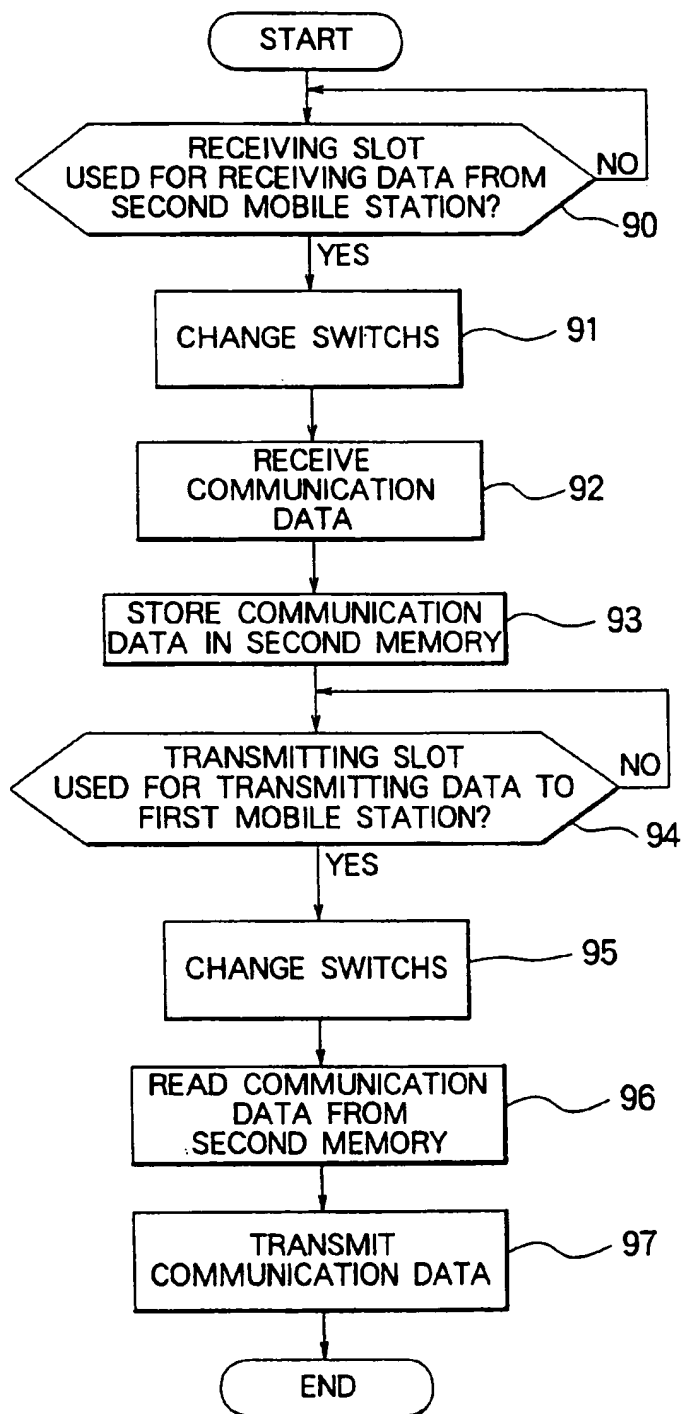 START
RECEIVING SLOT
USED FOR RECEIVING DATA FROM
SECOND MOBILE STATION?
NO
90
YES
CHANGE SWITCHS
91
RECEIVE
COMMUNICATION
DATA
92
STORE COMMUNICATION
DATA IN SECOND MEMORY
93
TRANSMITTING SLOT
USED FOR TRANSMITTING DATA TO
FIRST MOBILE STATION?
NO
94
YES
CHANGE SWITCHS
95
READ COMMUNICATION
DATA FROM
SECOND MEMORY
96
TRANSMIT
COMMUNICATION DATA
97
END